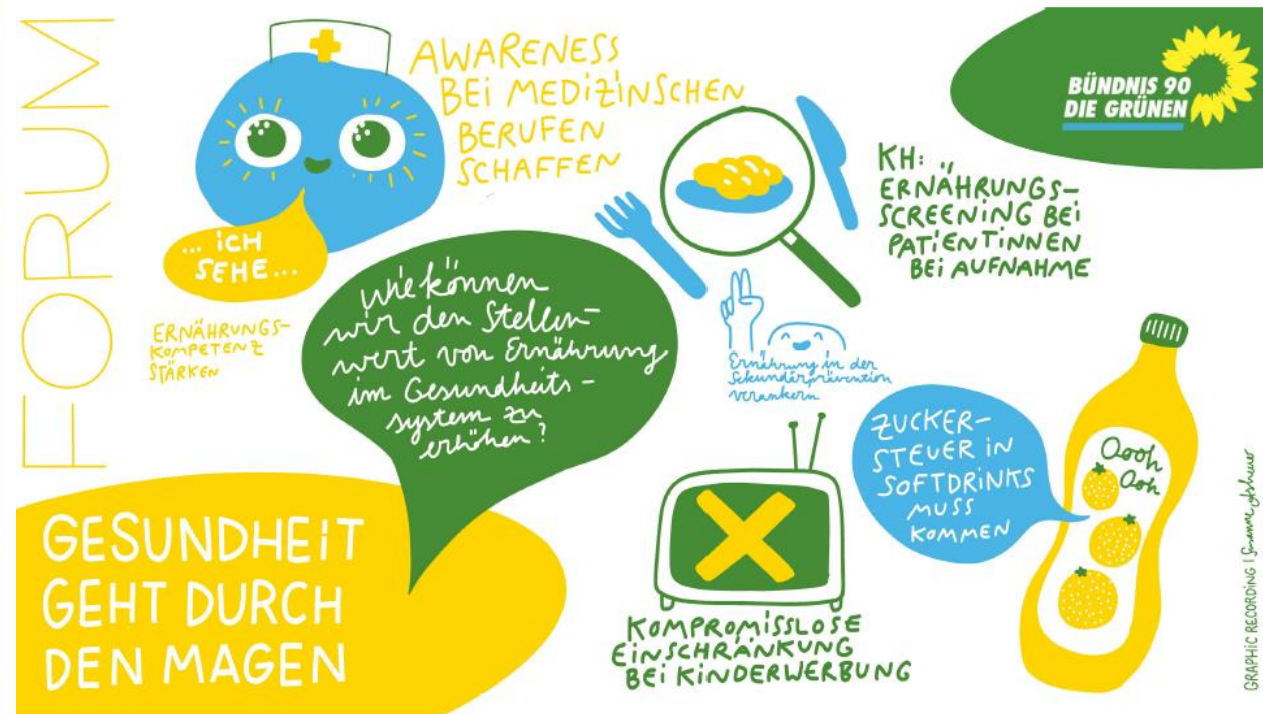 FORUM
AWARENESS
BEI MEDIZINSCHEN
BERUFEN
SCHAFFEN
... ICH
SEHE...
ERNÄHRUNGS-
KOMPETENZ
STÄRKEN
Wie können
wir den Stellen-
wert von Ernährung
im Gesundheits-
system zu
erhöhen?
GESUNDHEIT
GEHT DURCH
DEN MAGEN
BÜNDNIS 90
DIE GRÜNEN
KH:
ERNÄHRUNGS-
SCREENING BEI
PATIENTINNEN
BEI AUFNAHME
Ernährung in der
Sekundärprävention
verankern
ZUCKER-
STEUER IN
SOFTDRINKS
MUSS
KOMMEN
Oooh
Ooh
KOMPROMISSLOSE
EINSCHRÄNKUNG
BEI KINDERWERBUNG
GRAPHIC RECORDING | Susanne